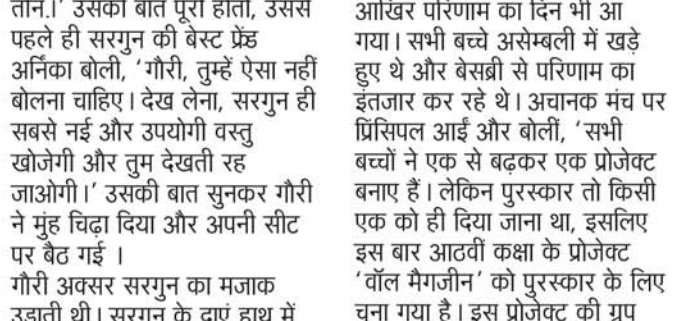 तीन।' उसकी बात पूरी होती, उससे
पहले ही सरगुन की बेस्ट फ्रेंड
अर्निका बोली, 'गौरी, तुम्हें ऐसा नहीं
बोलना चाहिए। देख लेना, सरगुन ही
सबसे नई और उपयोगी वस्तु
खोजेगी और तुम देखती रह
जाओगी।' उसकी बात सुनकर गौरी
ने मुंह चिढ़ा दिया और अपनी सीट
पर बैठ गई ।
गौरी अक्सर सरगुन का मजाक
उड़ाती थी। सरगुन के दाएं हाथ में
आखिर परिणाम का दिन भी आ
गया। सभी बच्चे असेम्बली में खड़े
हुए थे और बेसब्री से परिणाम का
इंतजार कर रहे थे। अचानक मंच पर
प्रिंसिपल आईं और बोलीं, 'सभी
बच्चों ने एक से बढ़कर एक प्रोजेक्ट
बनाए हैं। लेकिन पुरस्कार तो किसी
एक को ही दिया जाना था, इसलिए
इस बार आठवीं कक्षा के प्रोजेक्ट
'वॉल मैगजीन' को पुरस्कार के लिए
चुना गया है। इस प्रोजेक्ट की ग्रुप